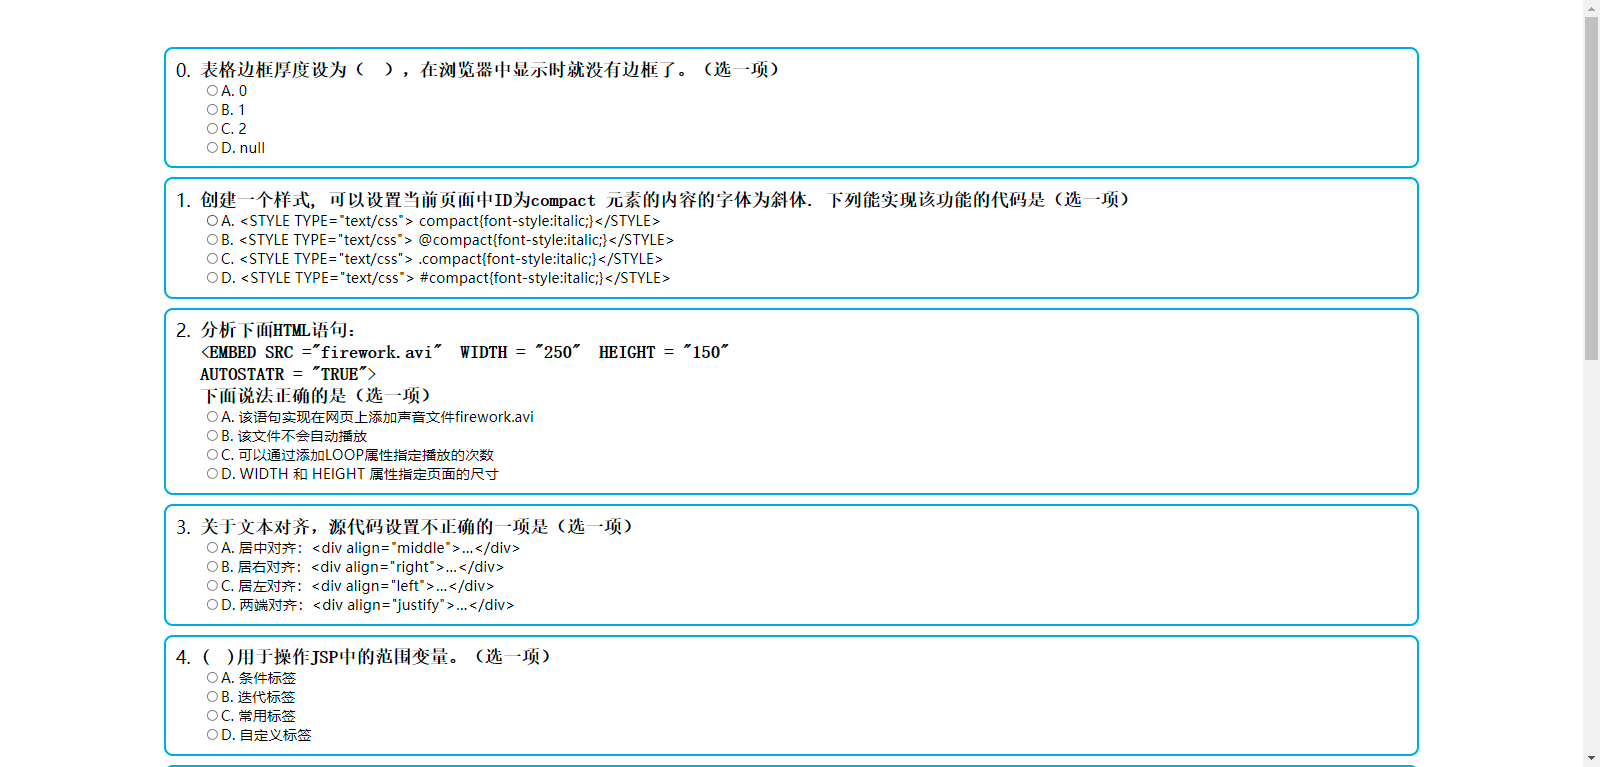 0. 表格边框厚度设为（　），在浏览器中显示时就没有边框了。（选一项）
A. 0
B. 1
C. 2
D. null
1. 创建一个样式, 可以设置当前页面中ID为compact 元素的内容的字体为斜体. 下列能实现该功能的代码是（选一项）
A. <STYLE TYPE="text/css"> compact{font-style:italic;}</STYLE>
B. <STYLE TYPE="text/css"> @compact{font-style:italic;}</STYLE>
C. <STYLE TYPE="text/css"> .compact{font-style:italic;}</STYLE>
D. <STYLE TYPE="text/css"> #compact{font-style:italic;}</STYLE>
2. 分析下面HTML语句：
<EMBED SRC ="firework.avi"  WIDTH = "250"  HEIGHT = "150"
AUTOSTATR = "TRUE">
下面说法正确的是（选一项）
A. 该语句实现在网页上添加声音文件firework.avi
B. 该文件不会自动播放
C. 可以通过添加LOOP属性指定播放的次数
D. WIDTH 和 HEIGHT 属性指定页面的尺寸
3. 关于文本对齐，源代码设置不正确的一项是（选一项）
A. 居中对齐：<div align="middle">…</div>
B. 居右对齐：<div align="right">…</div>
C. 居左对齐：<div align="left">…</div>
D. 两端对齐：<div align="justify">…</div>
4. (  )用于操作JSP中的范围变量。（选一项）
A. 条件标签
B. 迭代标签
C. 常用标签
D. 自定义标签